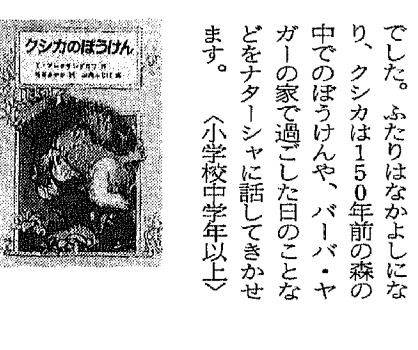 でした。ふたりはなかよしにな
り、クシカは150年前の森の
中でのぼうけんや、バーバ・ヤ
ガーの家で過ごした日のことな
どをナターシャに話してきかせ
ます。　〈小学校中学年以上〉
クシカのぼうけん